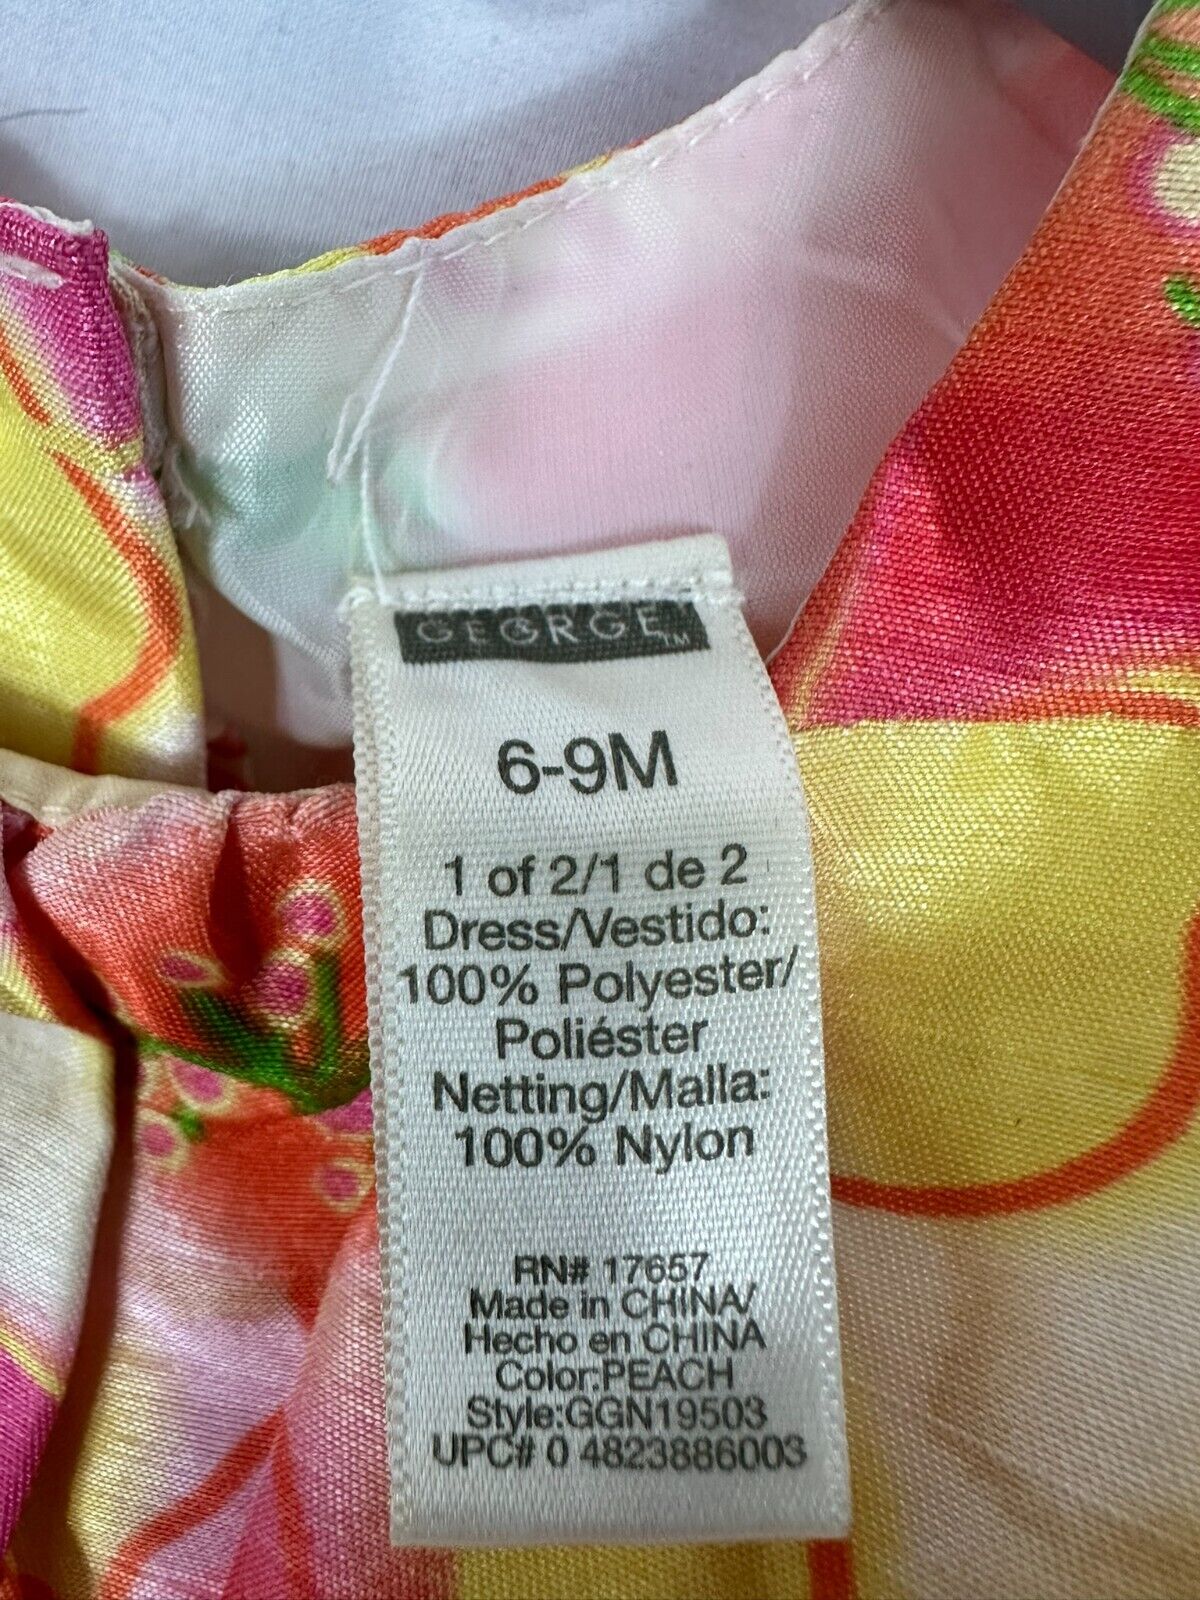 GEORGE™
6-9M
1 of 2/1 de 2
Dress/Vestido:
100% Polyester/
Poliéster
Netting/Malla:
100% Nylon
RN# 17657
Made in CHINA/
Hecho en CHINA
Color:PEACH
Style:GGN19503
UPC# 0 4823886003